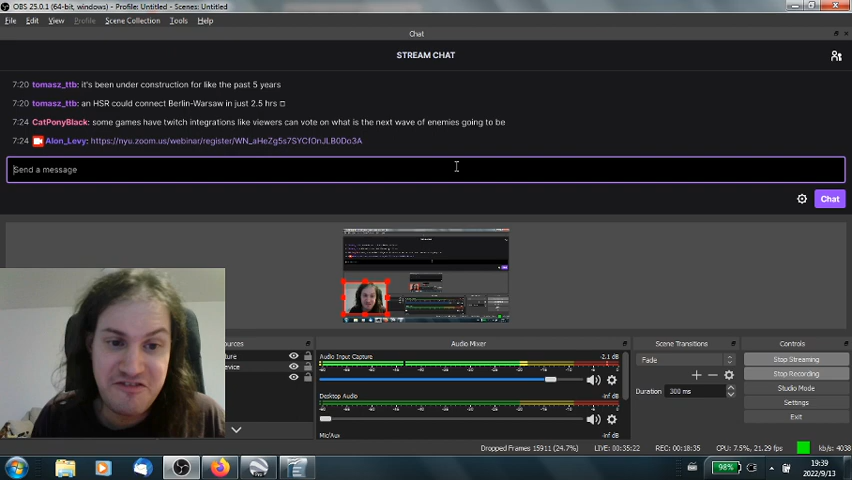 OBS 25.0.1 (64-bit, windows) - Profile: Untitled - Scenes: Untitled
File Edit View Profile Scene Collection Tools Help
Chat
STREAM CHAT
7:20 tomasz_ttb: it's been under construction for like the past 5 years
7:20 tomasz_ttb: an HSR could connect Berlin-Warsaw in just 2.5 hrs □
7:24 CatPonyBlack: some games have twitch integrations like viewers can vote on what is the next wave of enemies going to be
7:24 Alon_Levy: https://nyu.zoom.us/webinar/register/WN_aHeZg5s7SYCfOnJLB0Do3A
Send a message
Chat
ources
Audio Mixer
Scene Transitions
Controls
ture
evice
Audio Input Capture
-2.1 dB
Desktop Audio
-inf dB
Mic/Aux
-inf dB
Fade
Duration
300 ms
Stop Streaming
Stop Recording
Studio Mode
Settings
Exit
Dropped Frames 15911 (24.7%) LIVE: 00:35:22 REC: 00:18:35 CPU: 7.5%, 21.29 fps kb/s: 4038
98%
19:39
2022/9/13